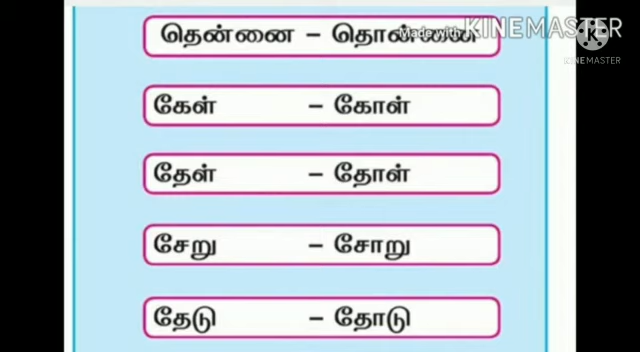 Made with KINEMASTER
KINEMASTER
தென்னை – தொன்னை
கேள் – கோள்
தேள் – தோள்
சேறு – சோறு
தேடு – தோடு